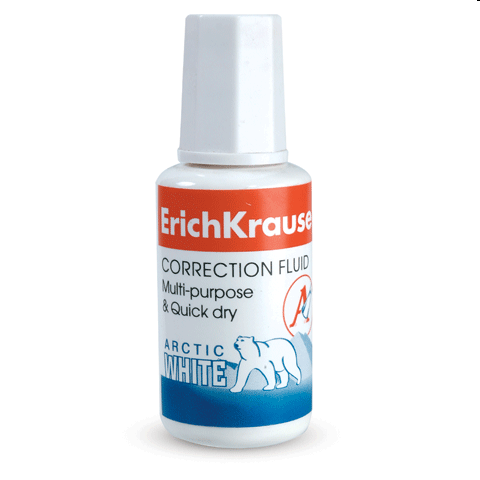 ErichKrause
CORRECTION FLUID
Multi-purpose
& Quick dry
ARCTIC
WHITE